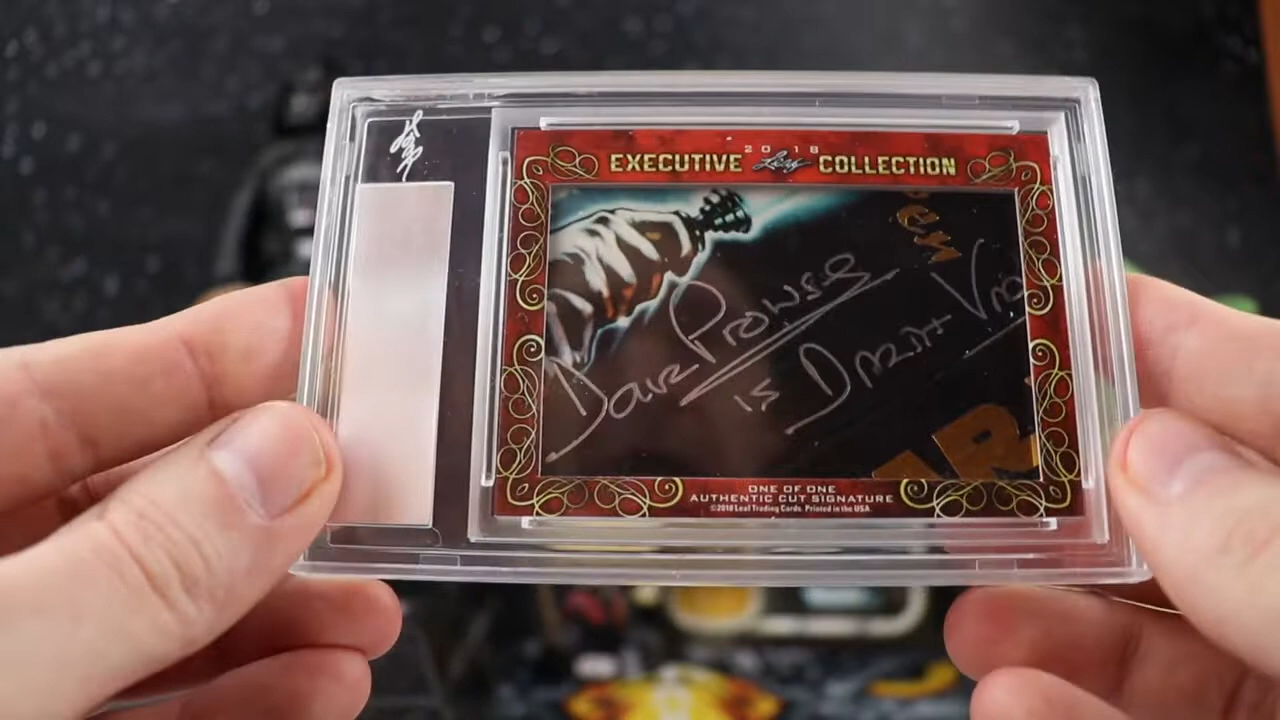 2018
EXECUTIVE Leaf COLLECTION
Dave Prowse
is Darth Vad
R
ONE OF ONE
AUTHENTIC CUT SIGNATURE
©2018 Leaf Trading Cards. Printed in the USA.